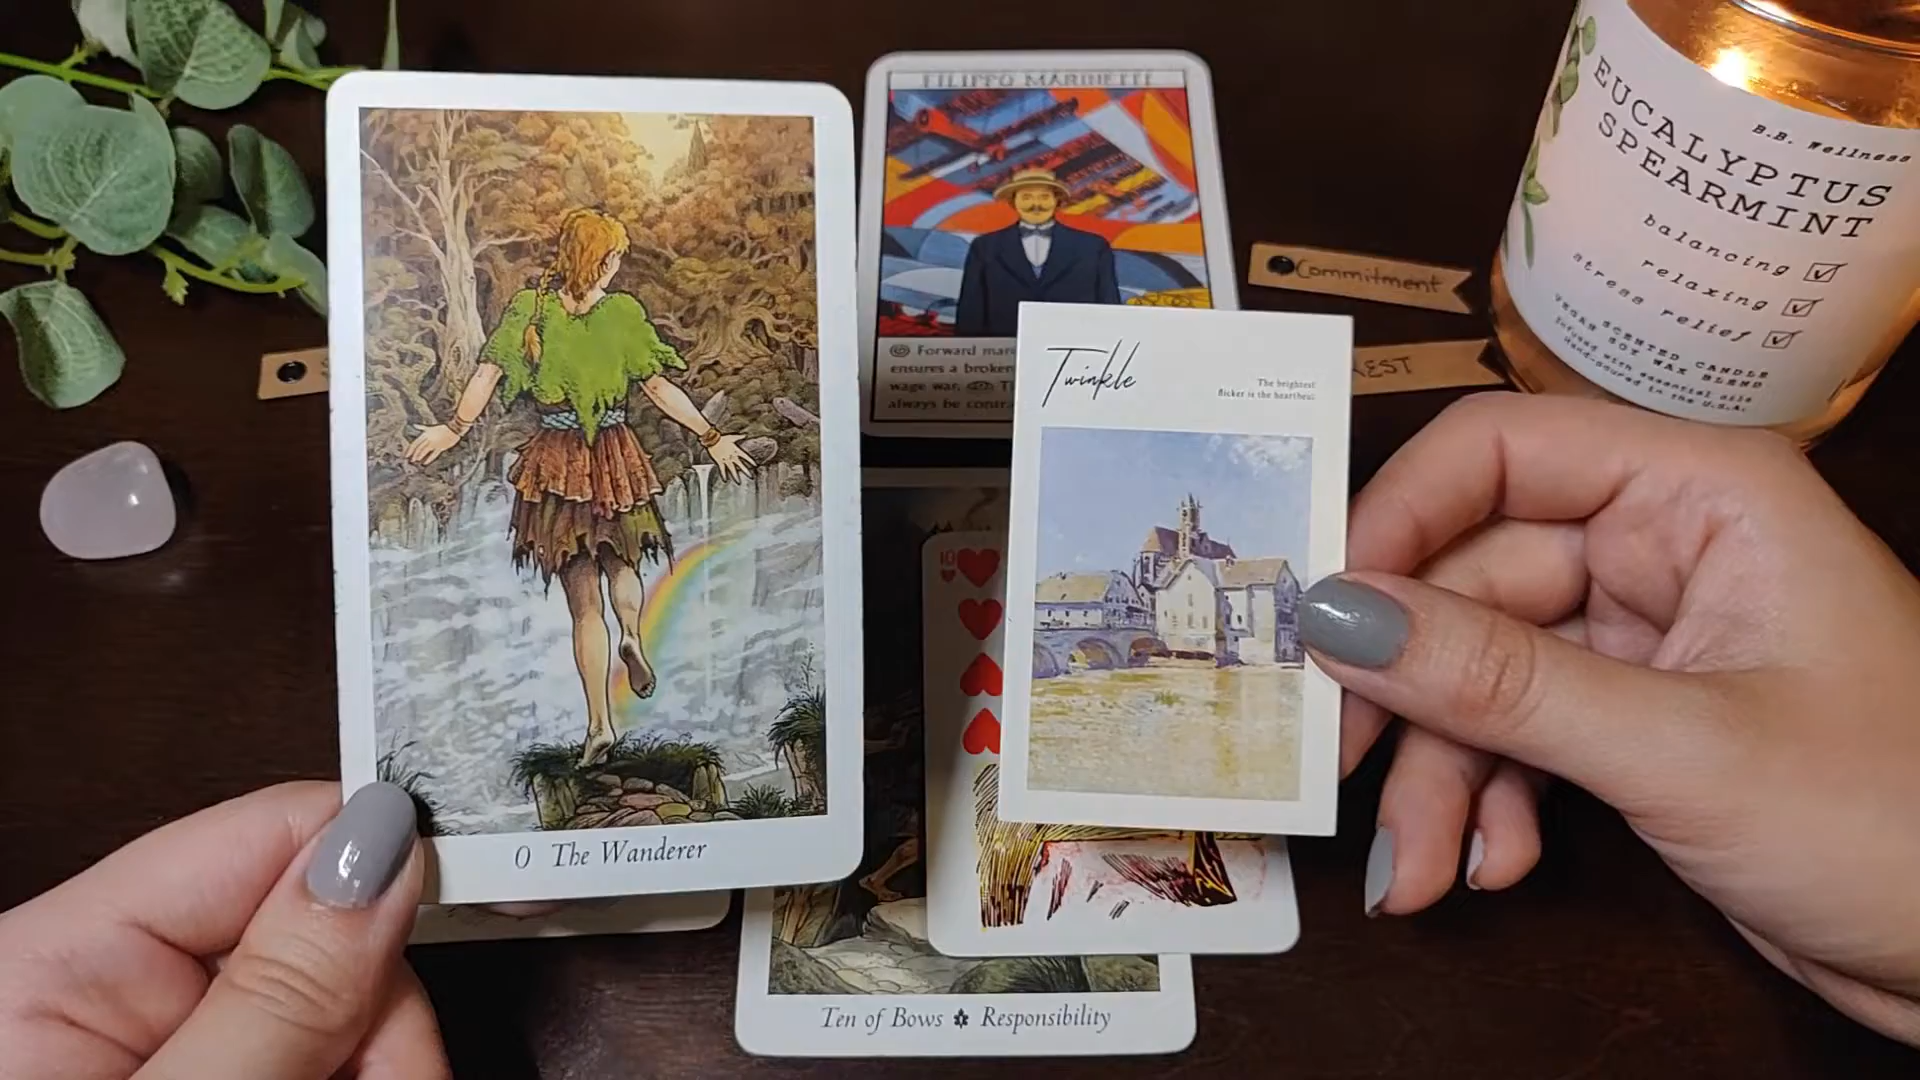 FILIPPO MARINETTI
Forward mar
ensures a broken
wage war.
always be contra
Commitment
EST
Twinkle
The brightest
flicker is the heartbeat
10
0 The Wanderer
Ten of Bows Responsibility
B.B. Wellness
EUCALYPTUS
SPEARMINT
balancing
relaxing
stress relief
VEGAN SCENTED CANDLE
SOY WAX BLEND
Infused with essential oils
Hand-poured in the U.S.A.